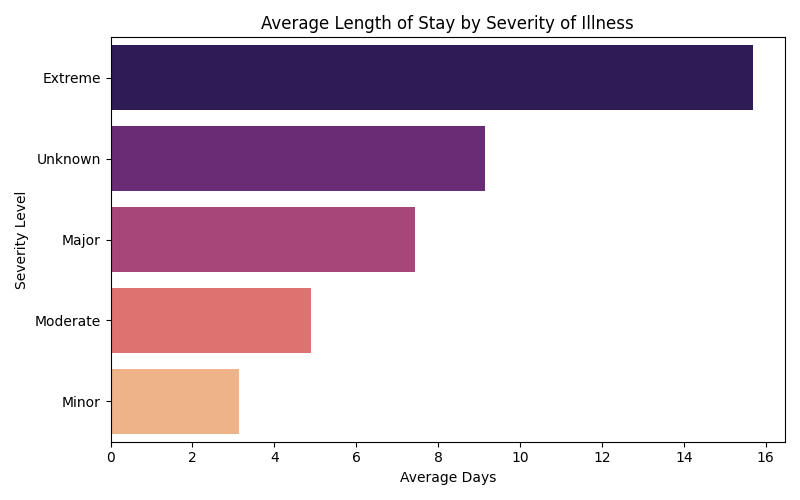 Average Length of Stay by Severity of Illness
Severity Level
Extreme
Unknown
Major
Moderate
Minor
0 2 4 6 8 10 12 14 16
Average Days